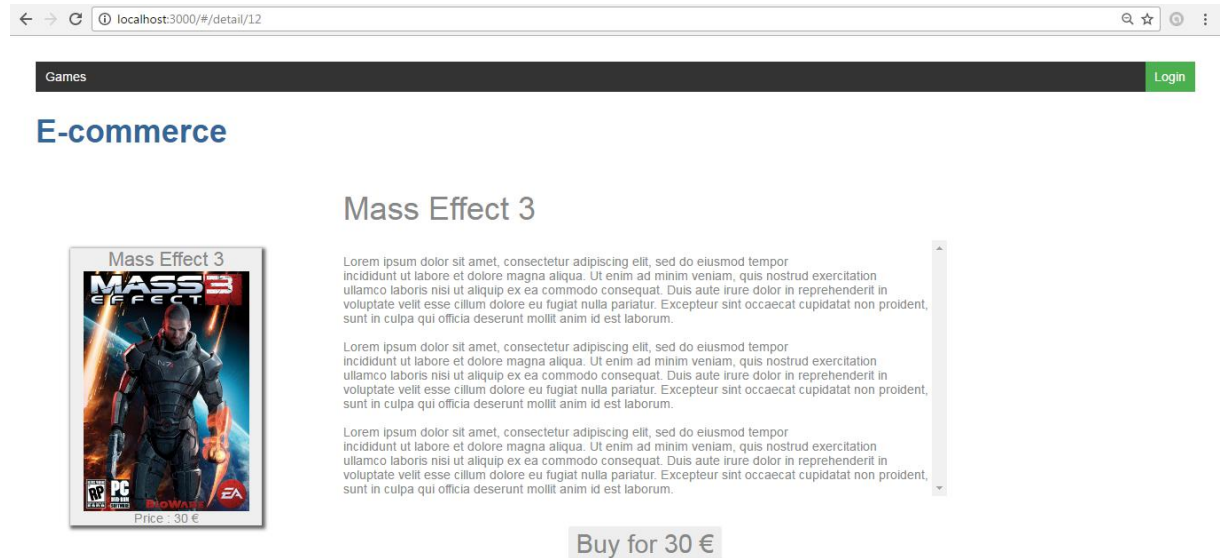 localhost:3000/#/detail/12
Games
Login
E-commerce
Mass Effect 3
Mass Effect 3
MASS 3
EFFECT
N7
RP
PC
DVD-ROM
SOFTWARE
BIOWARE
EA
Price : 30 €
Lorem ipsum dolor sit amet, consectetur adipiscing elit, sed do eiusmod tempor
incididunt ut labore et dolore magna aliqua. Ut enim ad minim veniam, quis nostrud exercitation
ullamco laboris nisi ut aliquip ex ea commodo consequat. Duis aute irure dolor in reprehenderit in
voluptate velit esse cillum dolore eu fugiat nulla pariatur. Excepteur sint occaecat cupidatat non proident,
sunt in culpa qui officia deserunt mollit anim id est laborum.
Lorem ipsum dolor sit amet, consectetur adipiscing elit, sed do eiusmod tempor
incididunt ut labore et dolore magna aliqua. Ut enim ad minim veniam, quis nostrud exercitation
ullamco laboris nisi ut aliquip ex ea commodo consequat. Duis aute irure dolor in reprehenderit in
voluptate velit esse cillum dolore eu fugiat nulla pariatur. Excepteur sint occaecat cupidatat non proident,
sunt in culpa qui officia deserunt mollit anim id est laborum.
Lorem ipsum dolor sit amet, consectetur adipiscing elit, sed do eiusmod tempor
incididunt ut labore et dolore magna aliqua. Ut enim ad minim veniam, quis nostrud exercitation
ullamco laboris nisi ut aliquip ex ea commodo consequat. Duis aute irure dolor in reprehenderit in
voluptate velit esse cillum dolore eu fugiat nulla pariatur. Excepteur sint occaecat cupidatat non proident,
sunt in culpa qui officia deserunt mollit anim id est laborum.
Buy for 30 €